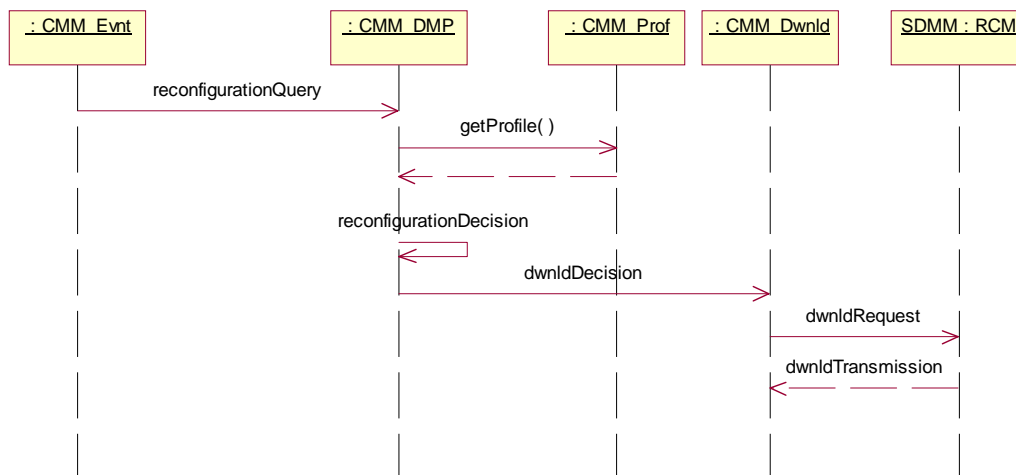 : CMM_Evnt
: CMM_DMP
: CMM_Prof
: CMM_Dwnld
SDMM : RCM
reconfigurationQuery
getProfile( )
reconfigurationDecision
dwnldDecision
dwnldRequest
dwnldTransmission